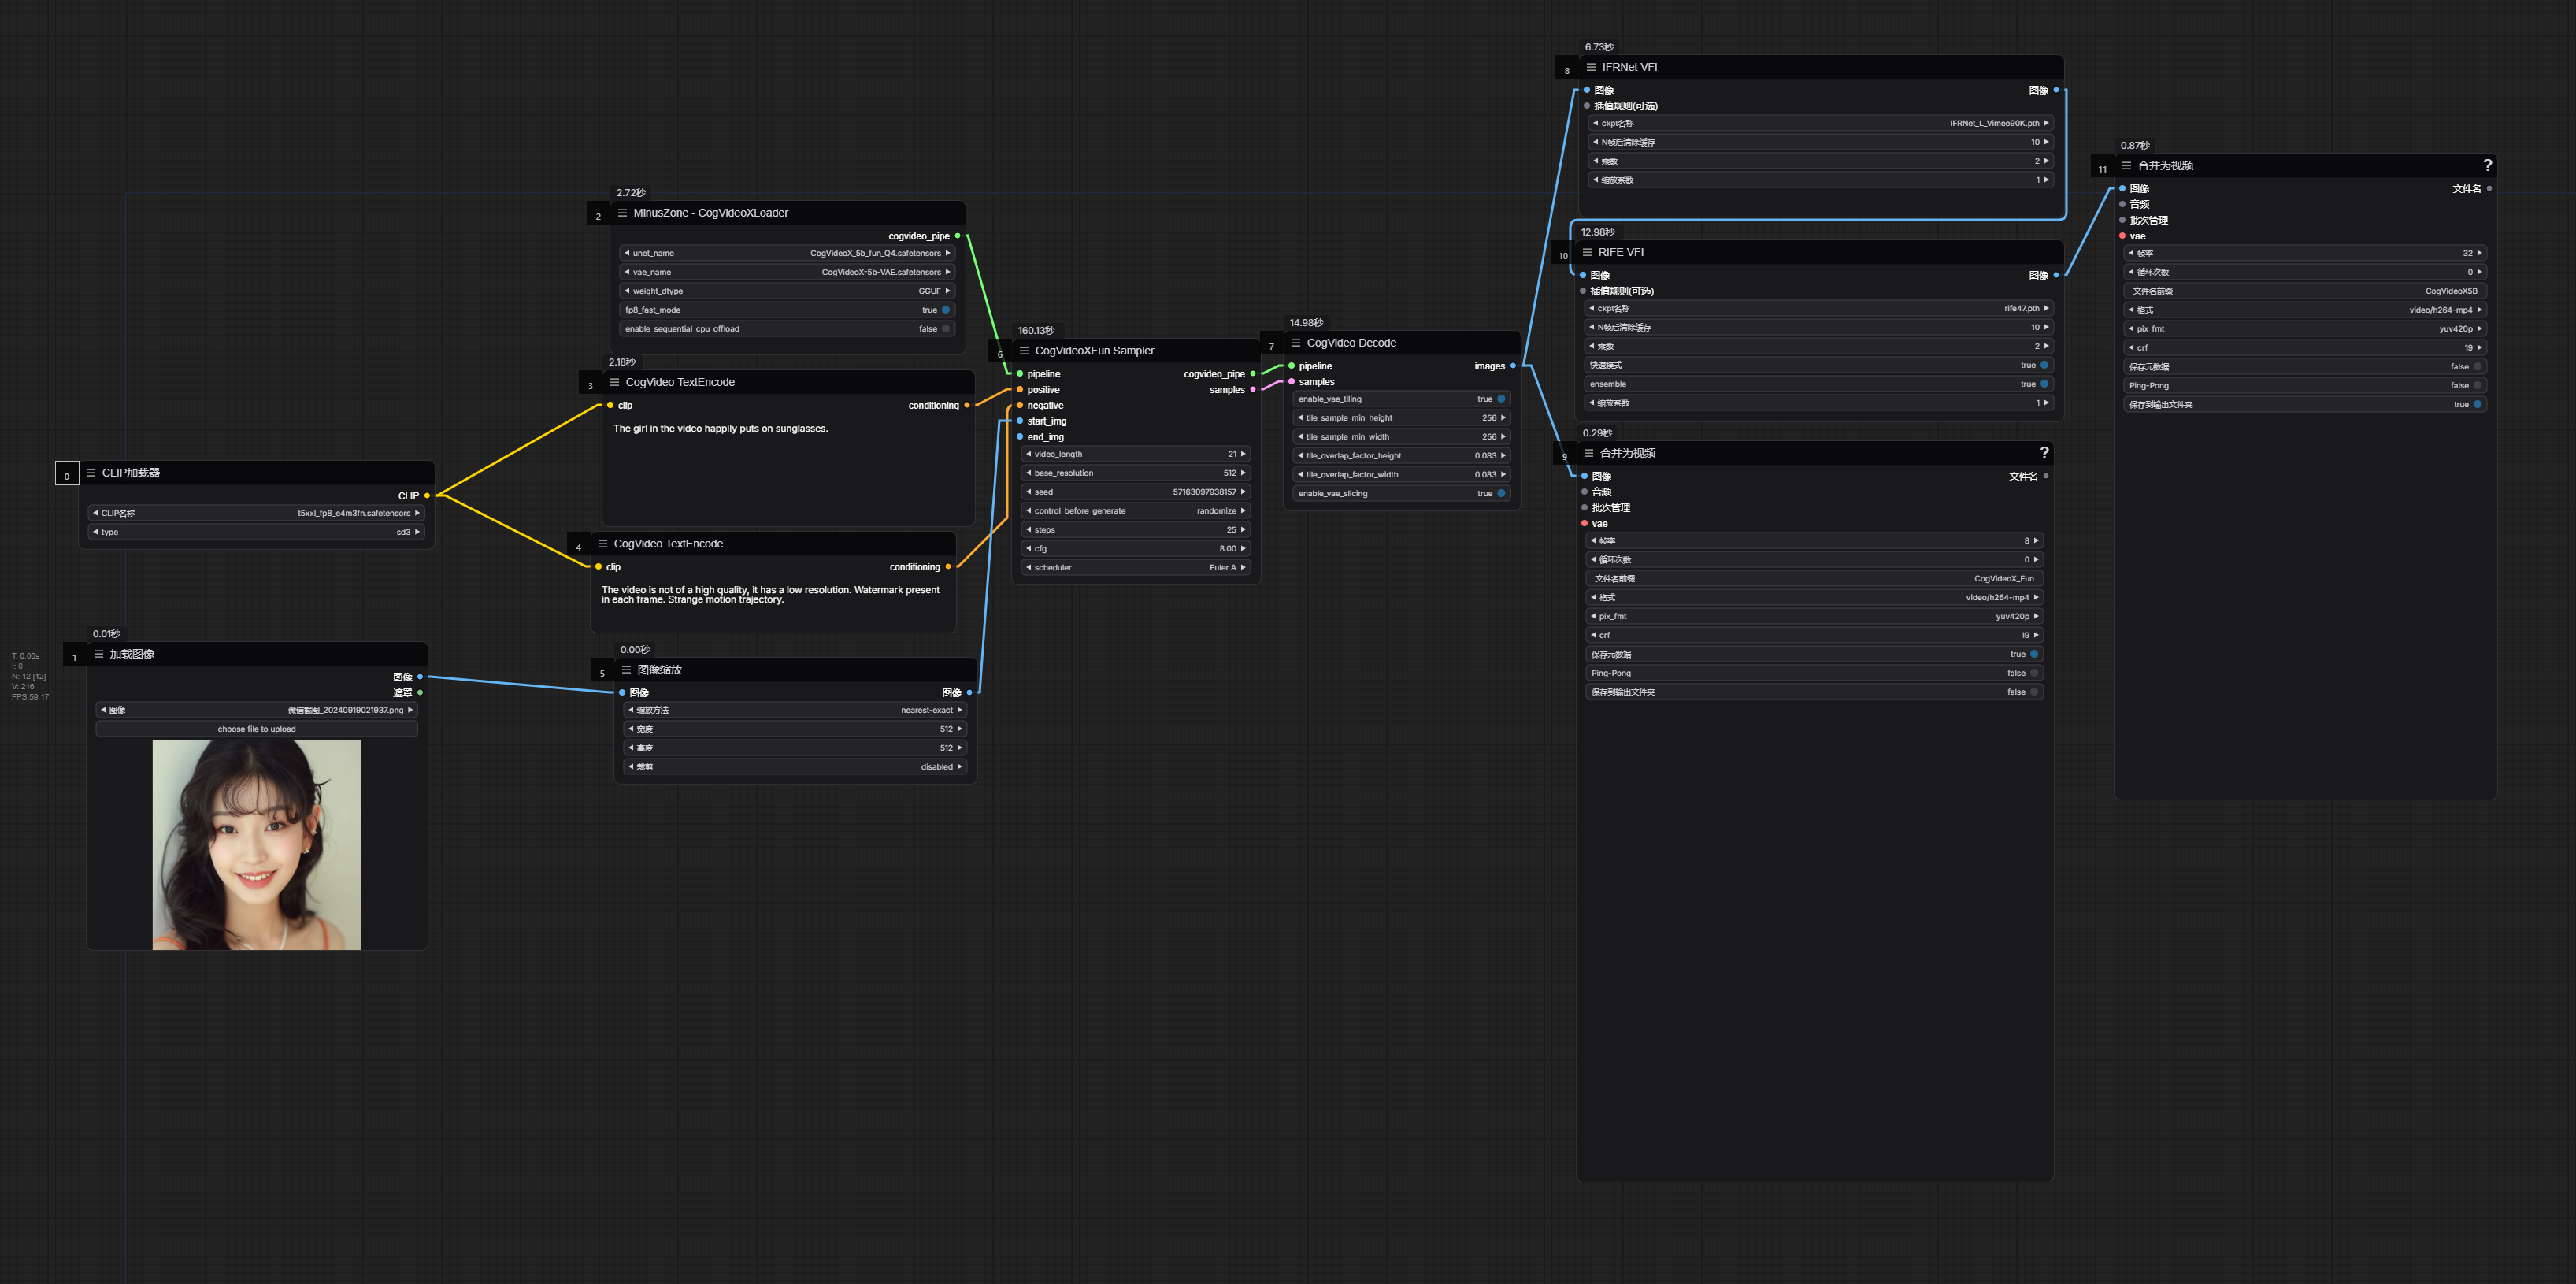 T: 0.00s
I: 0
N: 12 [12]
V: 216
FPS:59.17
0
CLIP加载器
CLIP
CLIP名称 t5xxl_fp8_e4m3fn.safetensors
type sd3
0.01秒
1
加载图像
图像
遮罩
图像 微信截图_20240919021937.png
choose file to upload
2.72秒
2
MinusZone - CogVideoXLoader
cogvideo_pipe
unet_name CogVideoX_5b_fun_Q4.safetensors
vae_name CogVideoX-5b-VAE.safetensors
weight_dtype GGUF
fp8_fast_mode true
enable_sequential_cpu_offload false
2.18秒
3
CogVideo TextEncode
clip conditioning
The girl in the video happily puts on sunglasses.
4
CogVideo TextEncode
clip conditioning
The video is not of a high quality, it has a low resolution. Watermark present
in each frame. Strange motion trajectory.
0.00秒
5
图像缩放
图像 图像
缩放方法 nearest-exact
宽度 512
高度 512
裁剪 disabled
160.13秒
6
CogVideoXFun Sampler
pipeline cogvideo_pipe
positive samples
negative
start_img
end_img
video_length 21
base_resolution 512
seed 57163097938157
control_before_generate randomize
steps 25
cfg 8.00
scheduler Euler A
14.98秒
7
CogVideo Decode
pipeline images
samples
enable_vae_tiling true
tile_sample_min_height 256
tile_sample_min_width 256
tile_overlap_factor_height 0.083
tile_overlap_factor_width 0.083
enable_vae_slicing true
6.73秒
8
IFRNet VFI
图像 图像
插值规则(可选)
ckpt名称 IFRNet_L_Vimeo90K.pth
N帧后清除缓存 10
乘数 2
缩放系数 1
12.98秒
10
RIFE VFI
图像 图像
插值规则(可选)
ckpt名称 rife47.pth
N帧后清除缓存 10
乘数 2
快速模式 true
ensemble true
缩放系数 1
0.29秒
9
合并为视频 ?
图像 文件名
音频
批次管理
vae
帧率 8
循环次数 0
文件名前缀 CogVideoX_Fun
格式 video/h264-mp4
pix_fmt yuv420p
crf 19
保存元数据 true
Ping-Pong false
保存到输出文件夹 false
0.87秒
11
合并为视频 ?
图像 文件名
音频
批次管理
vae
帧率 32
循环次数 0
文件名前缀 CogVideoX5B
格式 video/h264-mp4
pix_fmt yuv420p
crf 19
保存元数据 false
Ping-Pong false
保存到输出文件夹 true